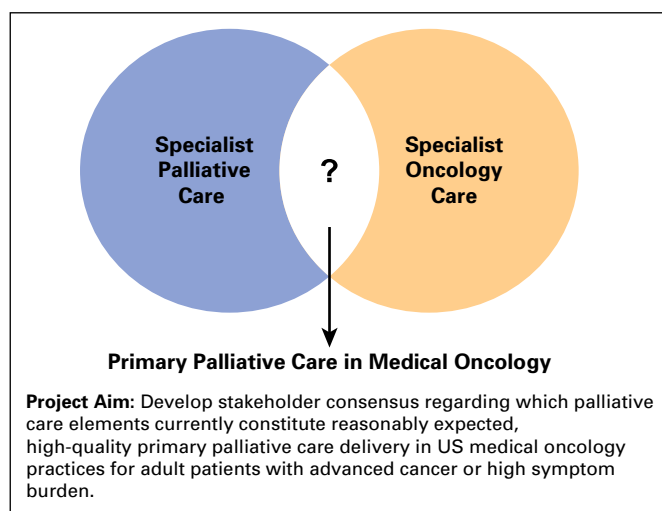 Specialist
Palliative
Care
?
Specialist
Oncology
Care
Primary Palliative Care in Medical Oncology
Project Aim: Develop stakeholder consensus regarding which palliative
care elements currently constitute reasonably expected,
high-quality primary palliative care delivery in US medical oncology
practices for adult patients with advanced cancer or high symptom
burden.